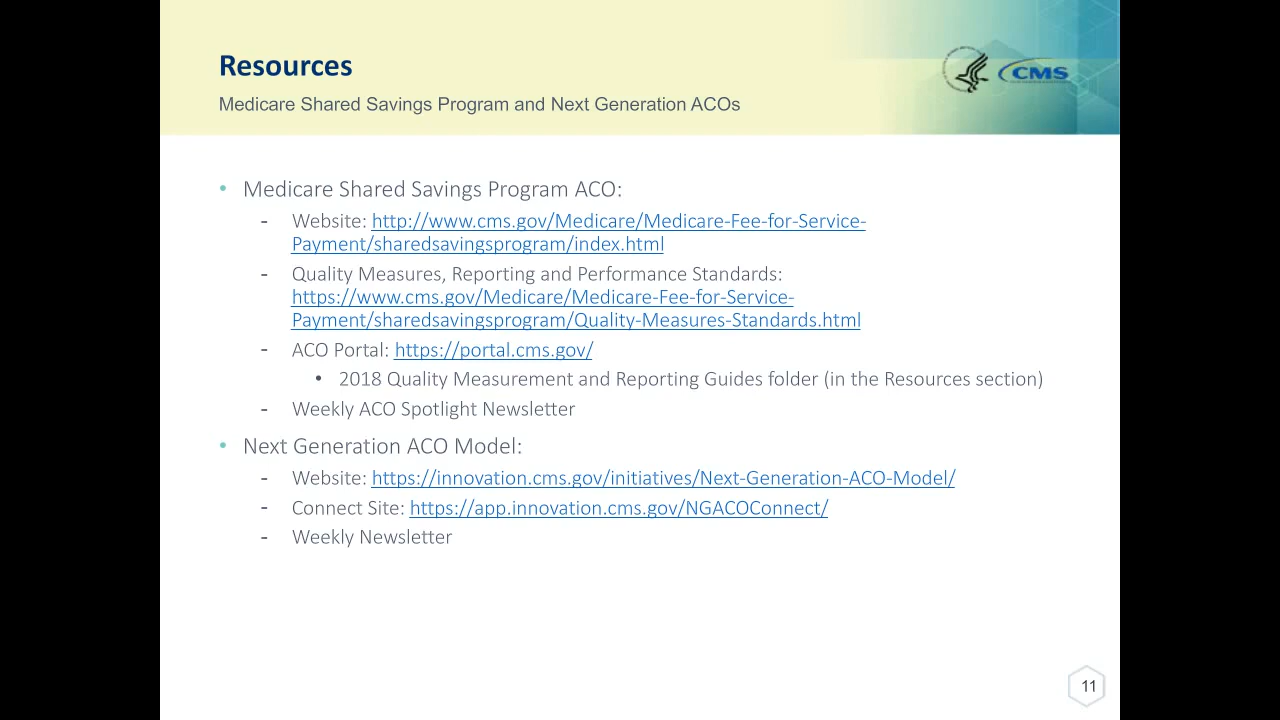 Resources
Medicare Shared Savings Program and Next Generation ACOs
CMS
• Medicare Shared Savings Program ACO:
- Website: http://www.cms.gov/Medicare/Medicare-Fee-for-Service-
Payment/sharedsavingsprogram/index.html
- Quality Measures, Reporting and Performance Standards:
https://www.cms.gov/Medicare/Medicare-Fee-for-Service-
Payment/sharedsavingsprogram/Quality-Measures-Standards.html
- ACO Portal: https://portal.cms.gov/
• 2018 Quality Measurement and Reporting Guides folder (in the Resources section)
- Weekly ACO Spotlight Newsletter
• Next Generation ACO Model:
- Website: https://innovation.cms.gov/initiatives/Next-Generation-ACO-Model/
- Connect Site: https://app.innovation.cms.gov/NGACOConnect/
- Weekly Newsletter
11